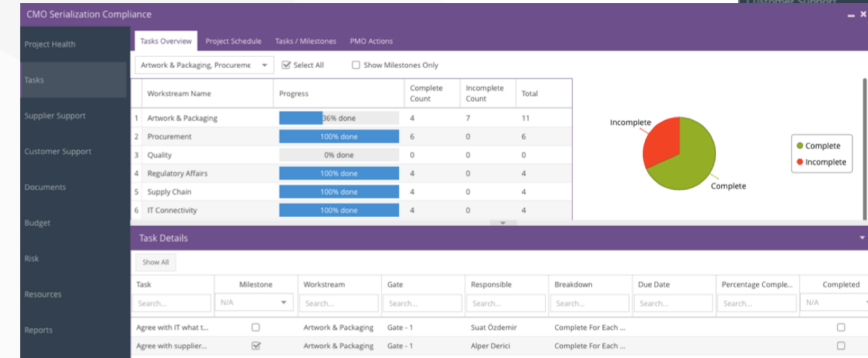 Customer Support
CMO Serialization Compliance
Project Health
Tasks
Supplier Support
Customer Support
Documents
Budget
Risk
Resources
Reports
Tasks Overview Project Schedule Tasks / Milestones PMO Actions
Artwork & Packaging, Procureme Select All Show Milestones Only
Workstream Name Progress Complete Count Incomplete Count Total
1 Artwork & Packaging 36% done 4 7 11
2 Procurement 100% done 6 0 6
3 Quality 0% done 0 0 0
4 Regulatory Affairs 100% done 4 0 4
5 Supply Chain 100% done 4 0 4
6 IT Connectivity 100% done 4 0 4
Incomplete
Complete
Complete
Incomplete
Task Details
Show All
Task Milestone Workstream Gate Responsible Breakdown Due Date Percentage Comple... Completed
Search... N/A Search... Search... Search... Search... Search... Search... N/A
Agree with IT what t... Artwork & Packaging Gate - 1 Suat Özdemir Complete For Each ...
Agree with supplier... Artwork & Packaging Gate - 1 Alper Derici Complete For Each ...